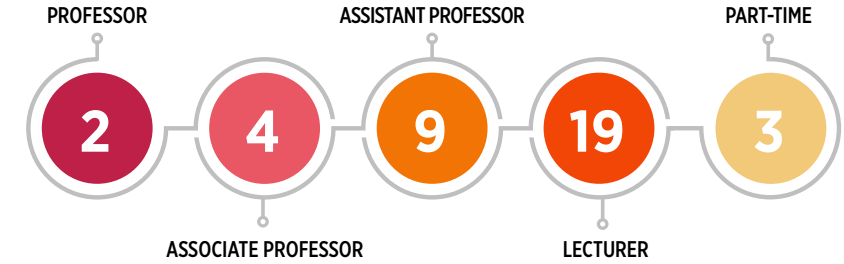 PROFESSOR
ASSISTANT PROFESSOR
PART-TIME
2
4
9
19
3
ASSOCIATE PROFESSOR
LECTURER